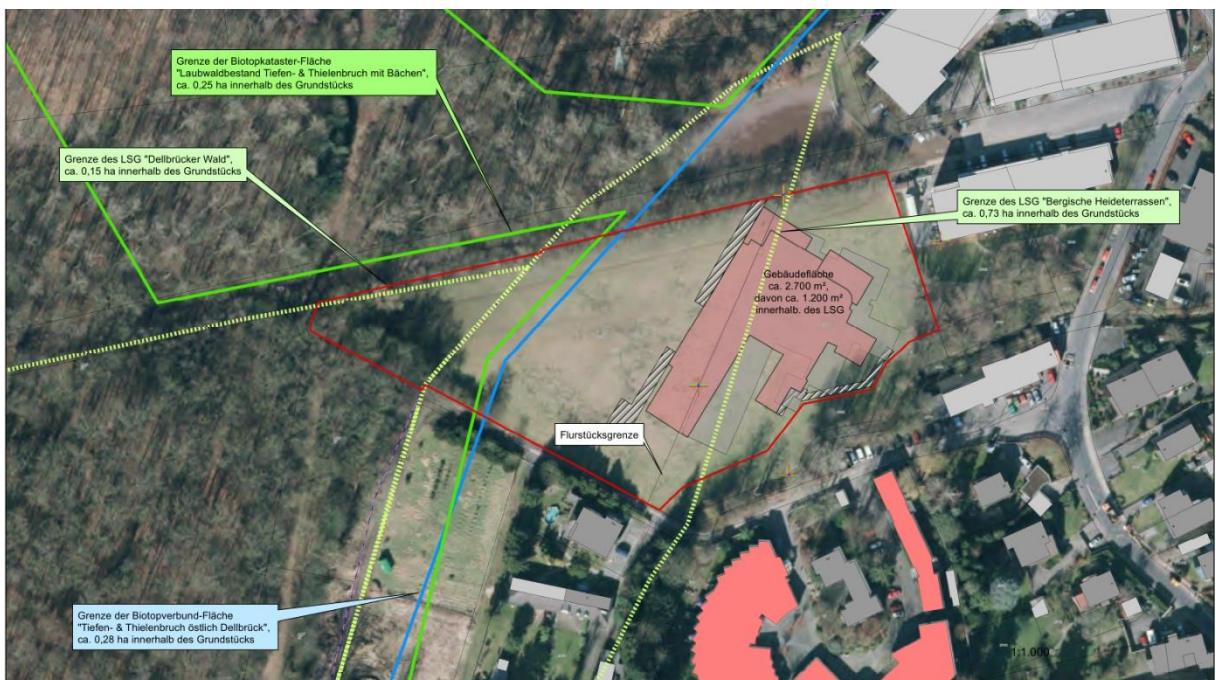 Grenze der Biotopkataster-Fläche
"Laubwaldbestand Tiefen- & Thielenbruch mit Bächen",
ca. 0,25 ha innerhalb des Grundstücks
Grenze des LSG "Dellbrücker Wald",
ca. 0,15 ha innerhalb des Grundstücks
Grenze des LSG "Bergische Heideterrassen",
ca. 0,73 ha innerhalb des Grundstücks
Gebäudefläche
ca. 2.700 m²,
davon ca. 1.200 m²
innerhalb. des LSG
Flurstücksgrenze
Grenze der Biotopverbund-Fläche
"Tiefen- & Thielenbruch östlich Dellbrück",
ca. 0,28 ha innerhalb des Grundstücks
1:1.000